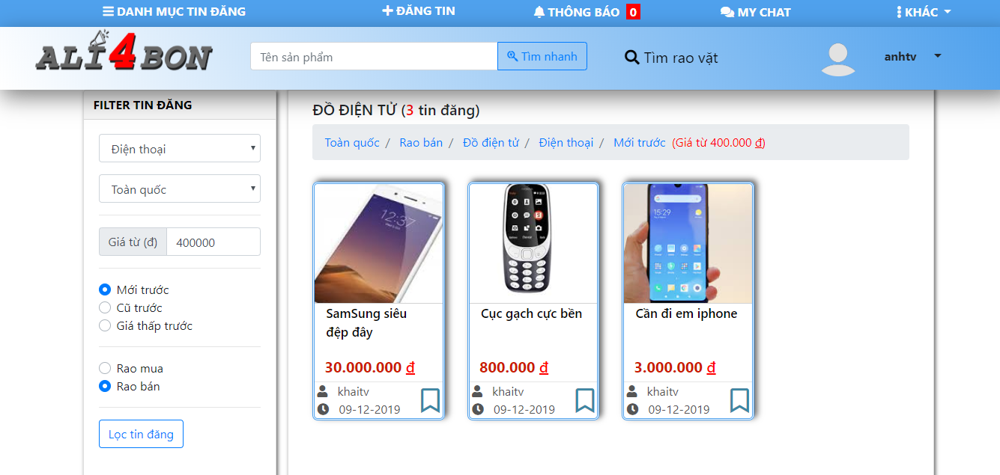 DANH MỤC TIN ĐĂNG
ĐĂNG TIN
THÔNG BÁO 0
MY CHAT
KHÁC
ALI4BON
Tên sản phẩm
Tìm nhanh
Tìm rao vặt
anhtv
FILTER TIN ĐĂNG
Điện thoại
Toàn quốc
Giá từ (đ) 400000
Mới trước
Cũ trước
Giá thấp trước
Rao mua
Rao bán
Lọc tin đăng
ĐỒ ĐIỆN TỬ (3 tin đăng)
Toàn quốc / Rao bán / Đồ điện tử / Điện thoại / Mới trước (Giá từ 400.000 đ)
12:37
SamSung siêu
đệp đây
30.000.000 đ
khaitv
09-12-2019
Cục gạch cực bền
800.000 đ
khaitv
09-12-2019
15:29
Cần đi em iphone
3.000.000 đ
khaitv
09-12-2019